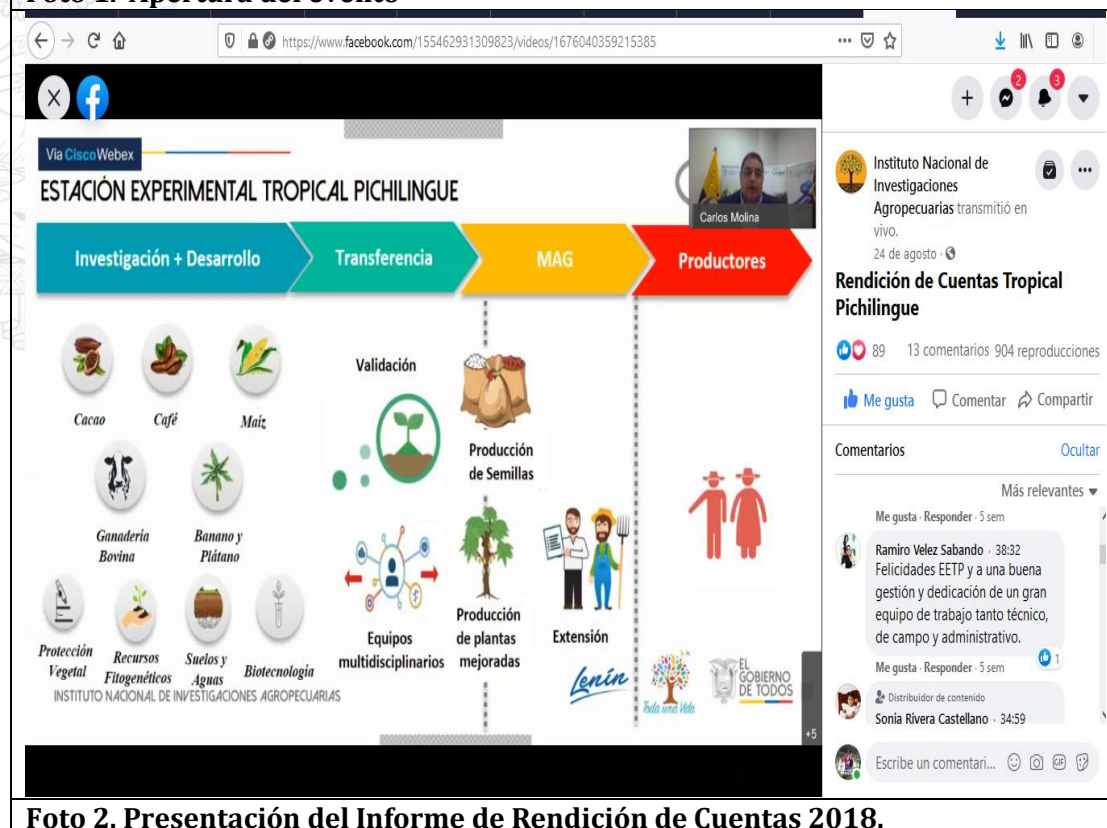 Foto 1. Apertura del evento
https://www.facebook.com/155462931309823/videos/1676040359215385
Via CiscoWebex
ESTACIÓN EXPERIMENTAL TROPICAL PICHILINGUE
Carlos Molina
Investigación + Desarrollo
Transferencia
MAG
Productores
Cacao
Café
Maíz
Ganadería
Bovina
Banano y
Plátano
Protección
Vegetal
Recursos
Fitogenéticos
Suelos y
Aguas
Biotecnología
Validación
Equipos
multidisciplinarios
Producción
de Semillas
Producción
de plantas
mejoradas
Extensión
Lenín
Toda una Vida
EL
GOBIERNO
DE TODOS
INSTITUTO NACIONAL DE INVESTIGACIONES AGROPECUARIAS
+5
2
3
Instituto Nacional de
Investigaciones
Agropecuarias transmitió en
vivo.
24 de agosto ·
Rendición de Cuentas Tropical
Pichilingue
89 13 comentarios 904 reproducciones
Me gusta Comentar Compartir
Comentarios Ocultar
Más relevantes
Me gusta · Responder · 5 sem
Ramiro Velez Sabando · 38:32
Felicidades EETP y a una buena
gestión y dedicación de un gran
equipo de trabajo tanto técnico,
de campo y administrativo.
1
Me gusta · Responder · 5 sem
Distribuidor de contenido
Sonia Rivera Castellano · 34:59
Escribe un comentari...
GIF
Foto 2. Presentación del Informe de Rendición de Cuentas 2018.